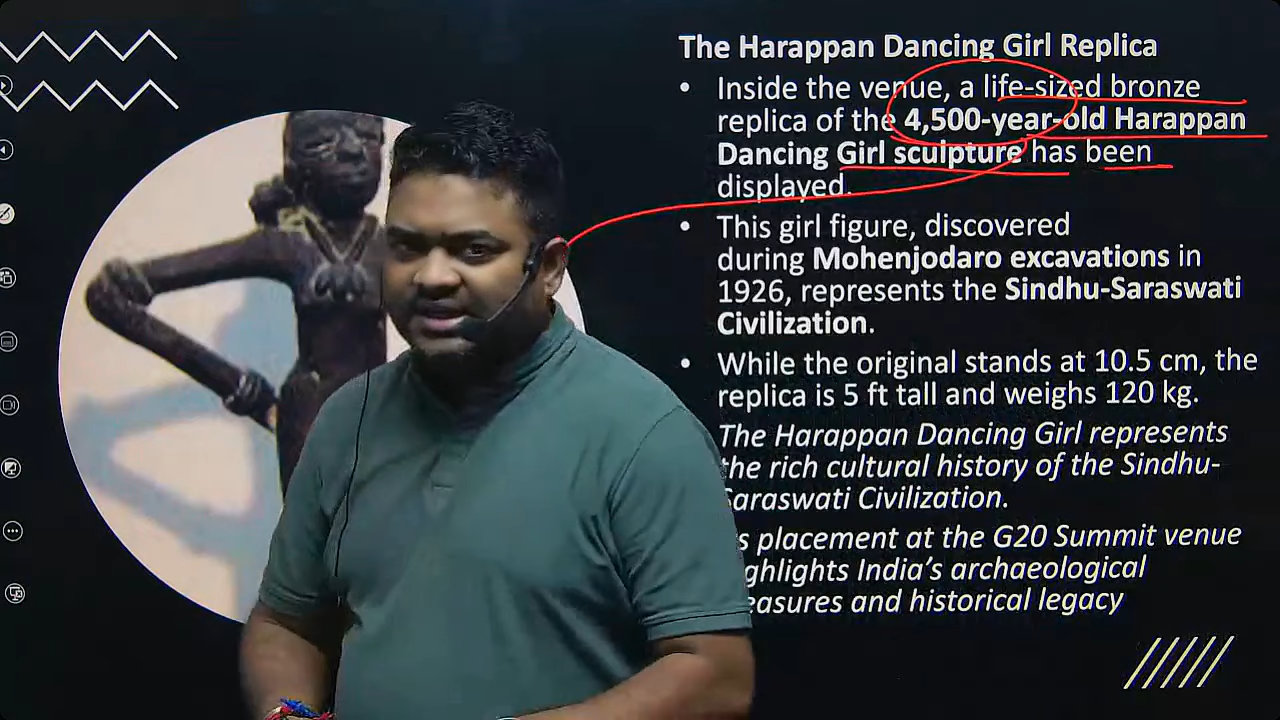 The Harappan Dancing Girl Replica
• Inside the venue, a life-sized bronze
replica of the 4,500-year-old Harappan
Dancing Girl sculpture has been
displayed.
• This girl figure, discovered
during Mohenjodaro excavations in
1926, represents the Sindhu-Saraswati
Civilization.
• While the original stands at 10.5 cm, the
replica is 5 ft tall and weighs 120 kg.
The Harappan Dancing Girl represents
the rich cultural history of the Sindhu-
Saraswati Civilization.
s placement at the G20 Summit venue
ghlights India's archaeological
easures and historical legacy